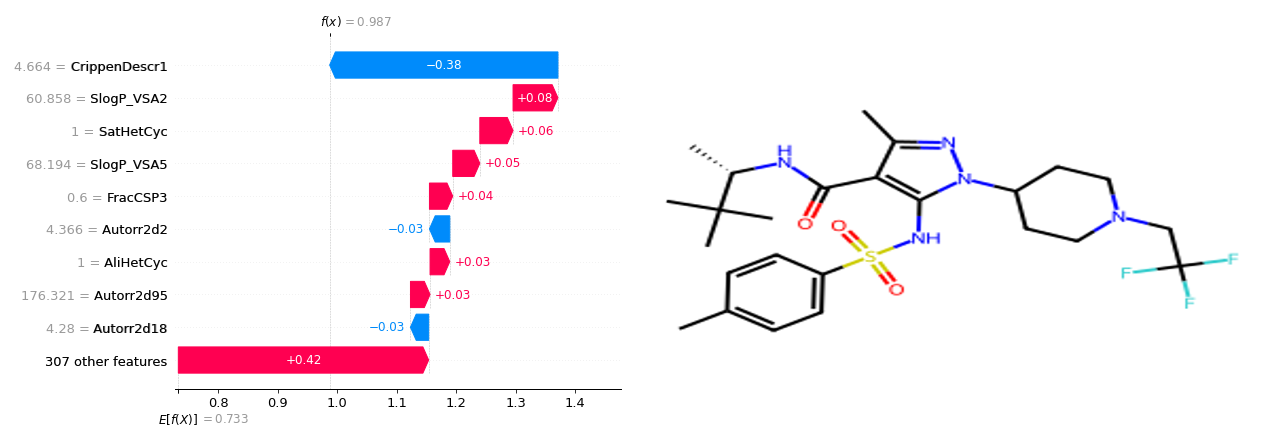 f(x) = 0.987
4.664 = CrippenDescr1
−0.38
60.858 = SlogP_VSA2
+0.08
1 = SatHetCyc
+0.06
68.194 = SlogP_VSA5
+0.05
0.6 = FracCSP3
+0.04
4.366 = Autorr2d2
−0.03
1 = AliHetCyc
+0.03
176.321 = Autorr2d95
+0.03
4.28 = Autorr2d18
−0.03
307 other features
+0.42
0.8 0.9 1.0 1.1 1.2 1.3 1.4
E[f(X)] = 0.733
H
N
O
N
N
O
S
O
NH
N
F
F
F